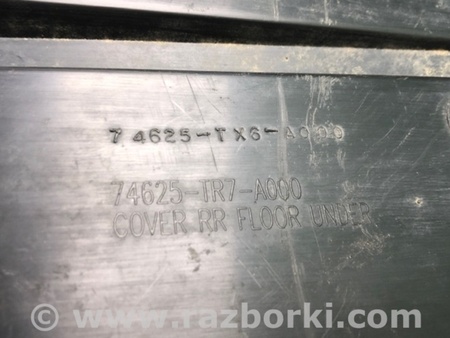 74625-TX6-A000
74625-TR7-A000
COVER RR FLOOR UNDER
© www.razborki.com